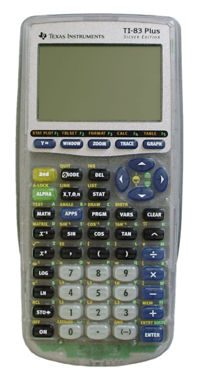 TEXAS INSTRUMENTS TI-83 Plus
SILVER EDITION
STAT PLOT F1 TBLSET F2 FORMAT F3 CALC F4 TABLE F5
Y= WINDOW ZOOM TRACE GRAPH
QUIT INS
2nd MODE DEL
A-LOCK LINK LIST
ALPHA X,T,θ,n STAT
TEST ANGLE DRAW DISTR
MATH APPS PRGM VARS CLEAR
MATRX
x⁻¹ SIN COS TAN ^
x² , ( ) ÷
LOG 7 8 9 ×
LN 4 5 6 −
RCL MEM
STO▸ 1 2 3 +
OFF ENTRY SOLVE
ON 0 . (-) ENTER